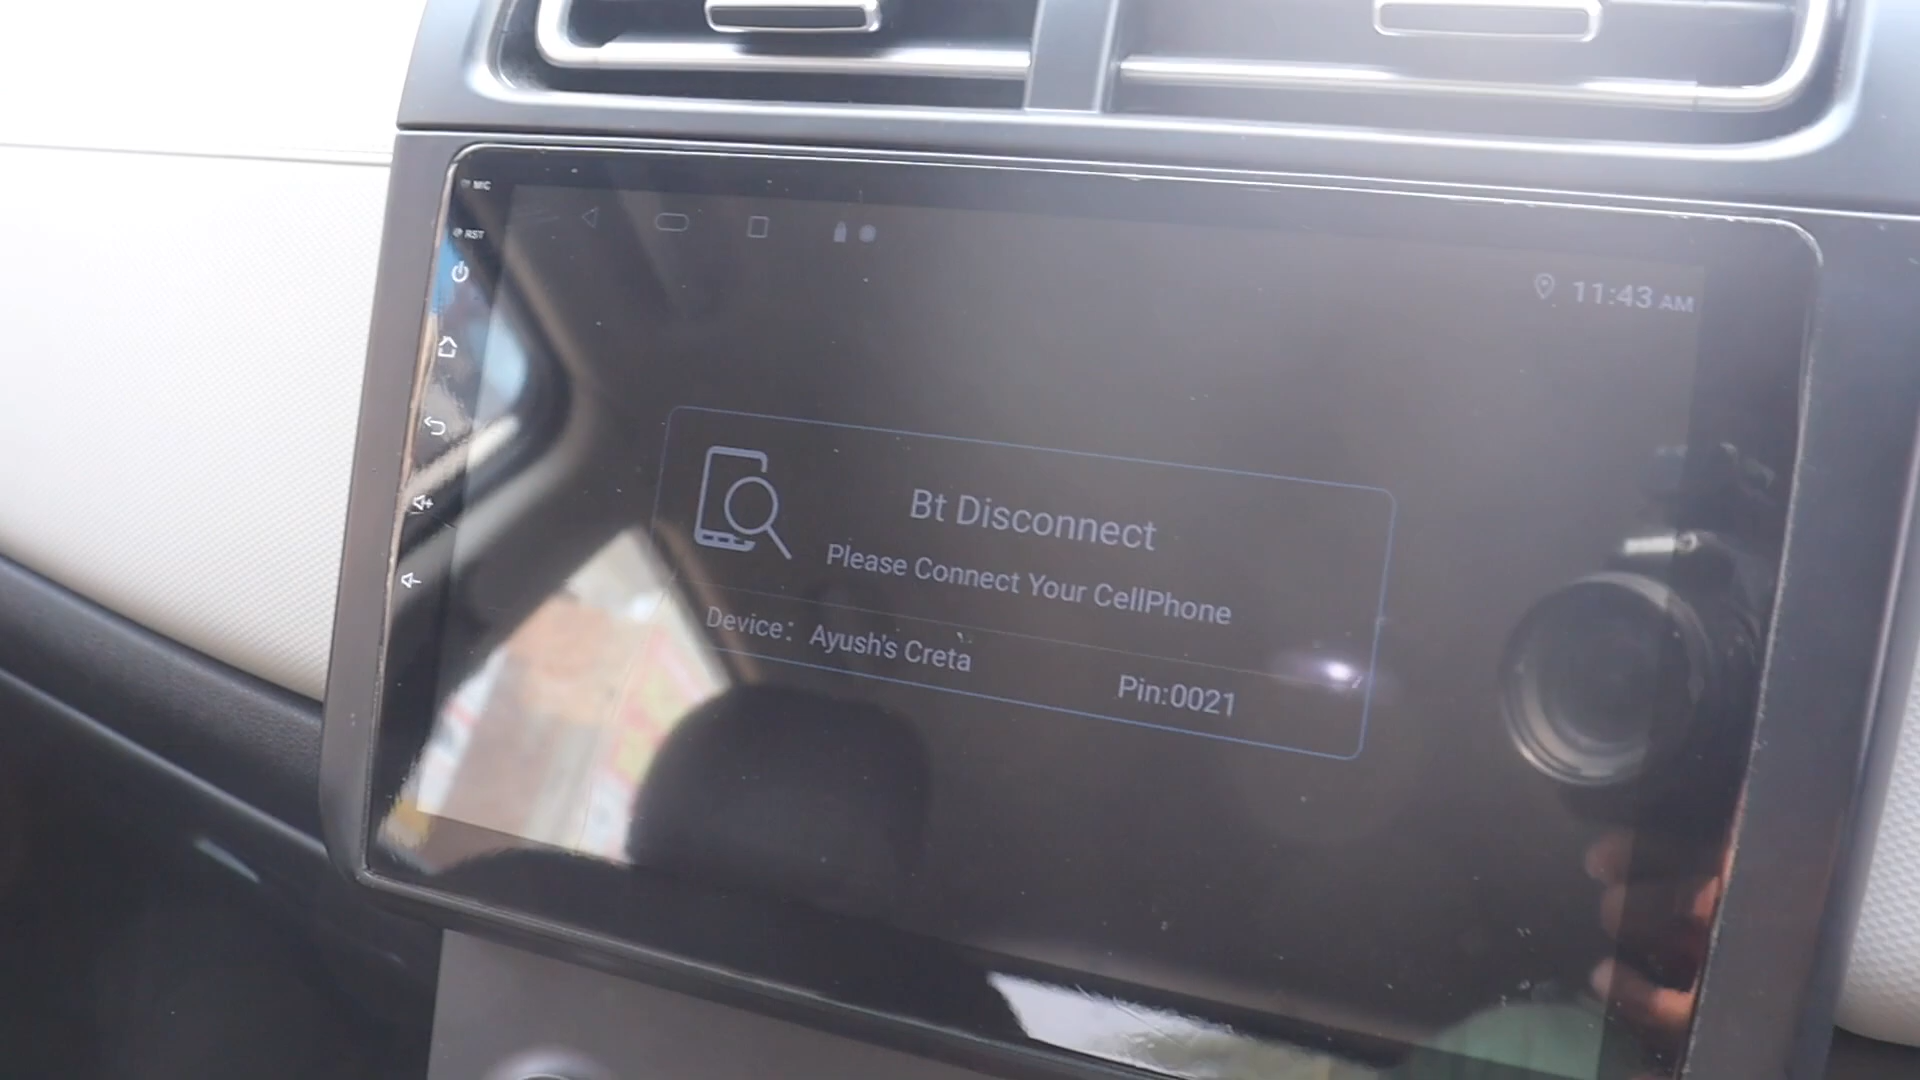 MIC
RST
11:43 AM
Bt Disconnect
Please Connect Your CellPhone
Device: Ayush's Creta
Pin:0021